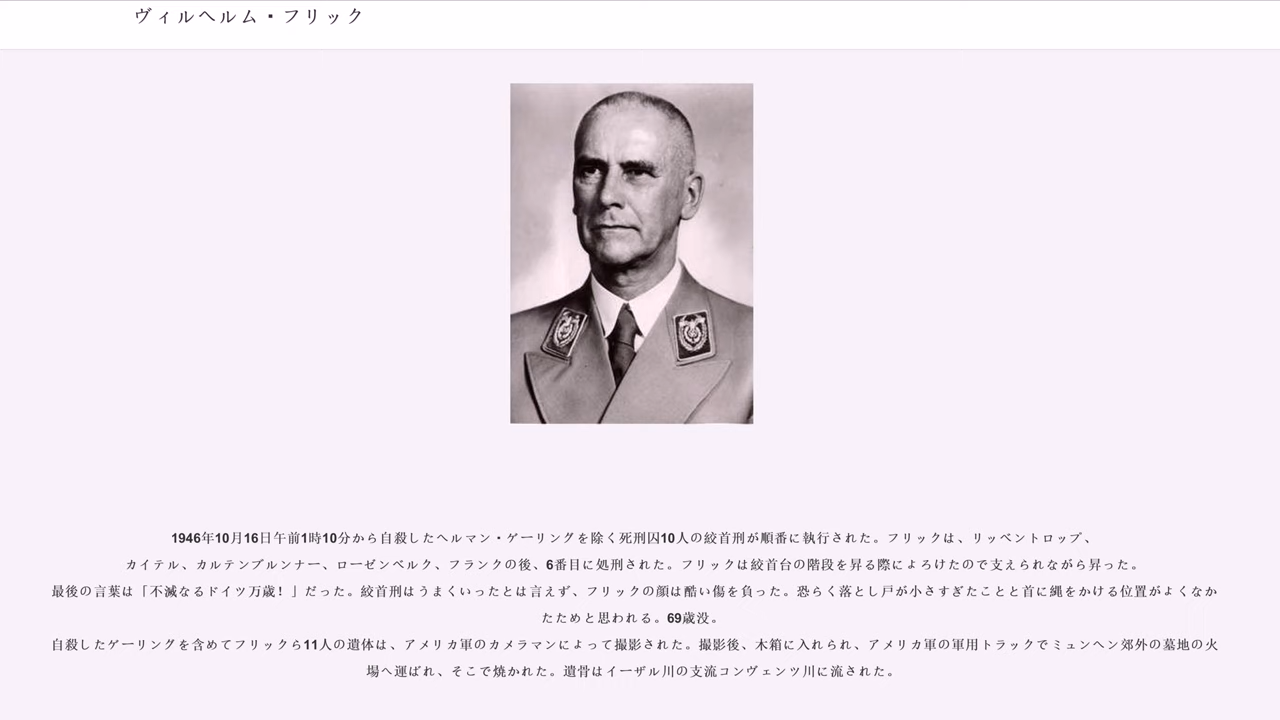 ヴィルヘルム・フリック
1946年10月16日午前1時10分から自殺したヘルマン・ゲーリングを除く死刑囚10人の絞首刑が順番に執行された。フリックは、リッベントロップ、
カイテル、カルテンブルンナー、ローゼンベルク、フランクの後、6番目に処刑された。フリックは絞首台の階段を昇る際によろけたので支えられながら昇った。
最後の言葉は「不滅なるドイツ万歳！」だった。絞首刑はうまくいったとは言えず、フリックの顔は酷い傷を負った。恐らく落とし戸が小さすぎたことと首に縄をかける位置がよくなか
たためと思われる。69歳没。
自殺したゲーリングを含めてフリックら11人の遺体は、アメリカ軍のカメラマンによって撮影された。撮影後、木箱に入れられ、アメリカ軍の軍用トラックでミュンヘン郊外の墓地の火
場へ運ばれ、そこで焼かれた。遺骨はイーザル川の支流コンヴェンツ川に流された。